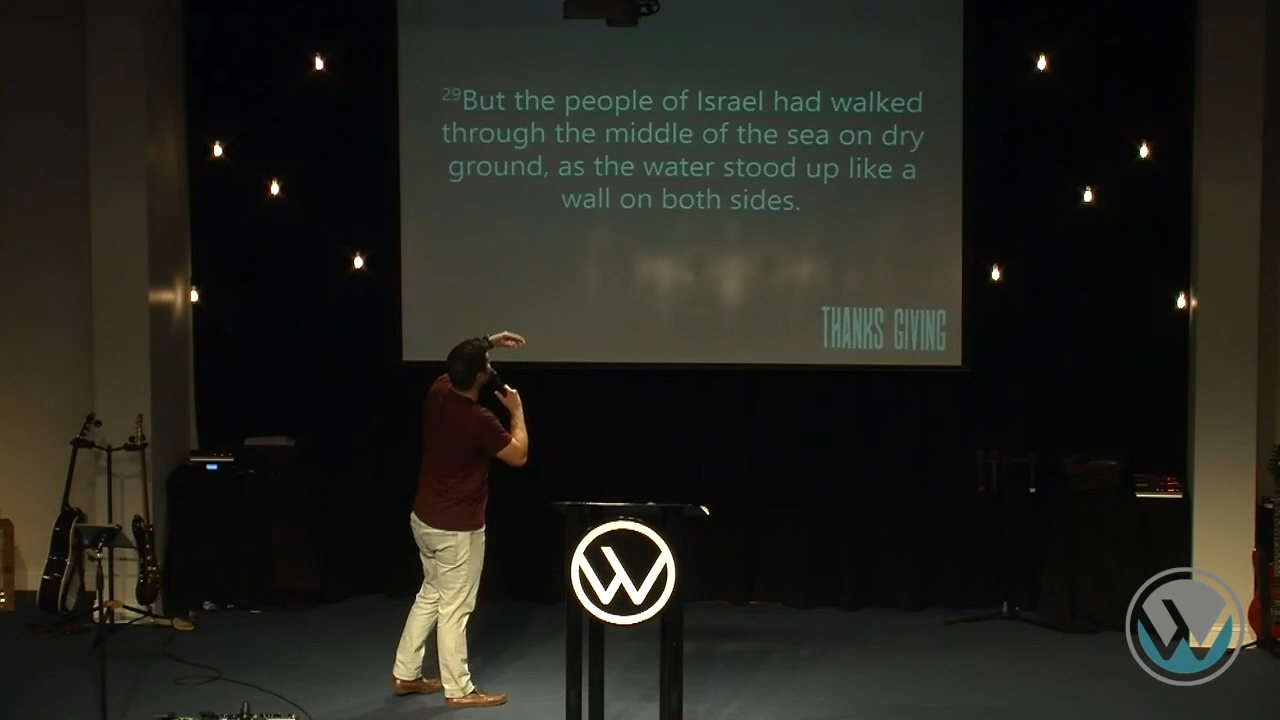 29But the people of Israel had walked
through the middle of the sea on dry
ground, as the water stood up like a
wall on both sides.
THANKS GIVING
W
W